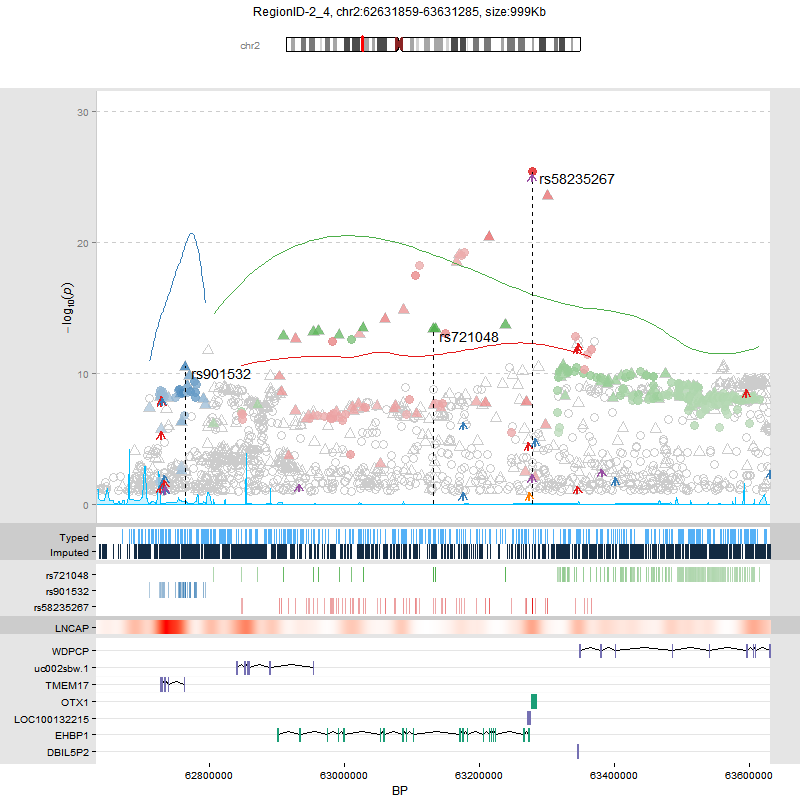 RegionID-2_4, chr2:62631859-63631285, size:999Kb
chr2
30
20
10
0
−log10(p)
rs58235267
rs721048
rs901532
Typed
Imputed
rs721048
rs901532
rs58235267
LNCAP
WDPCP
uc002sbw.1
TMEM17
OTX1
LOC100132215
EHBP1
DBIL5P2
62800000 63000000 63200000 63400000 63600000
BP